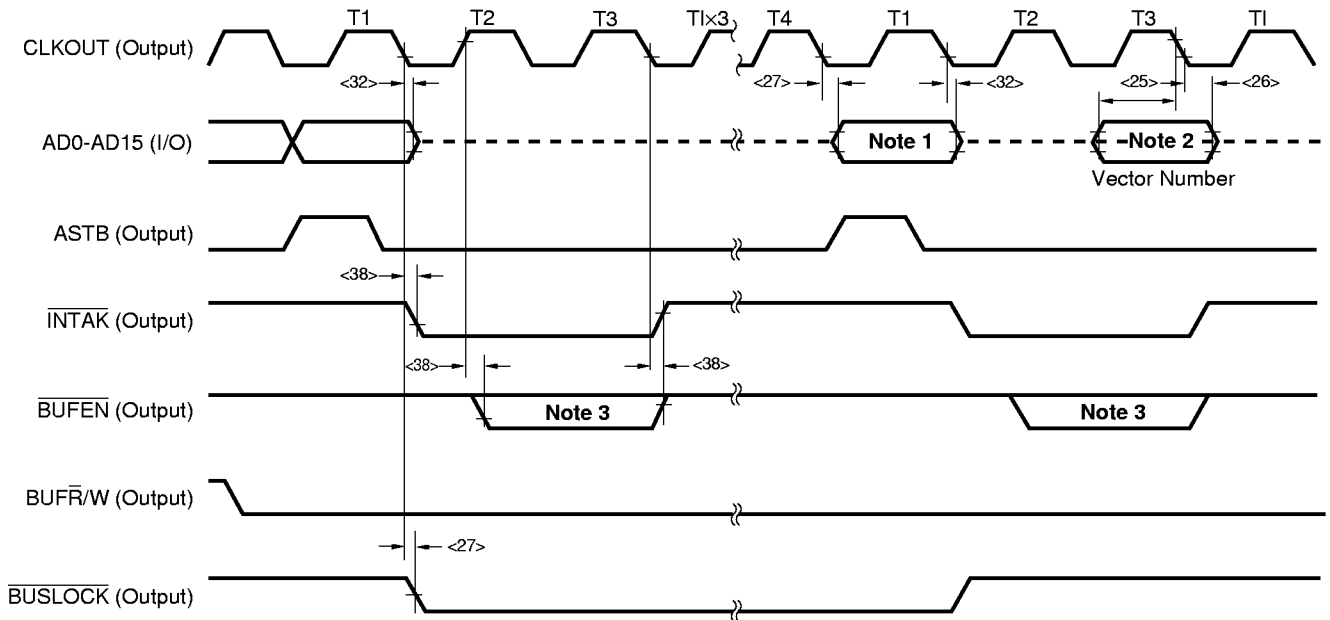 T1 T2 T3 TI×3 T4 T1 T2 T3 TI
CLKOUT (Output)
<32> <27> <32> <25> <26>
AD0-AD15 (I/O) Note 1 Note 2
Vector Number
ASTB (Output)
<38>
INTAK (Output)
<38> <38>
BUFEN (Output) Note 3 Note 3
BUFR/W (Output)
<27>
BUSLOCK (Output)